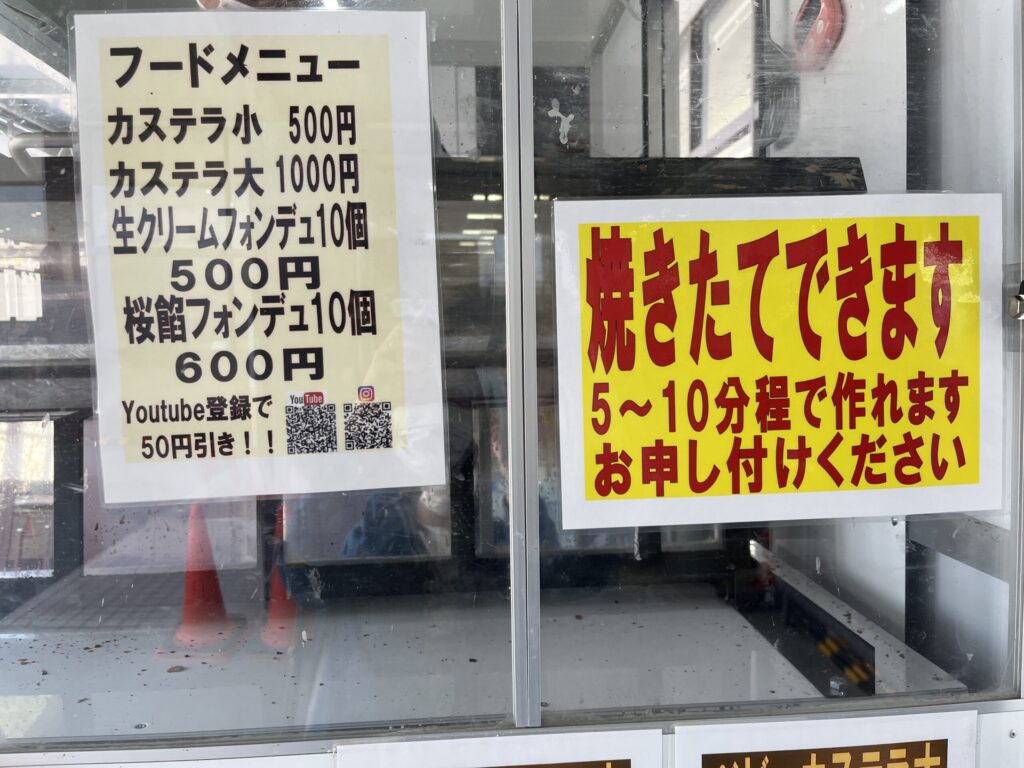 フードメニュー
カステラ小 500円
カステラ大 1000円
生クリームフォンデュ10個
500円
桜餡フォンデュ10個
600円
YouTube
Youtube登録で
50円引き！！
焼きたてできます
5〜10分程で作れます
お申し付けください